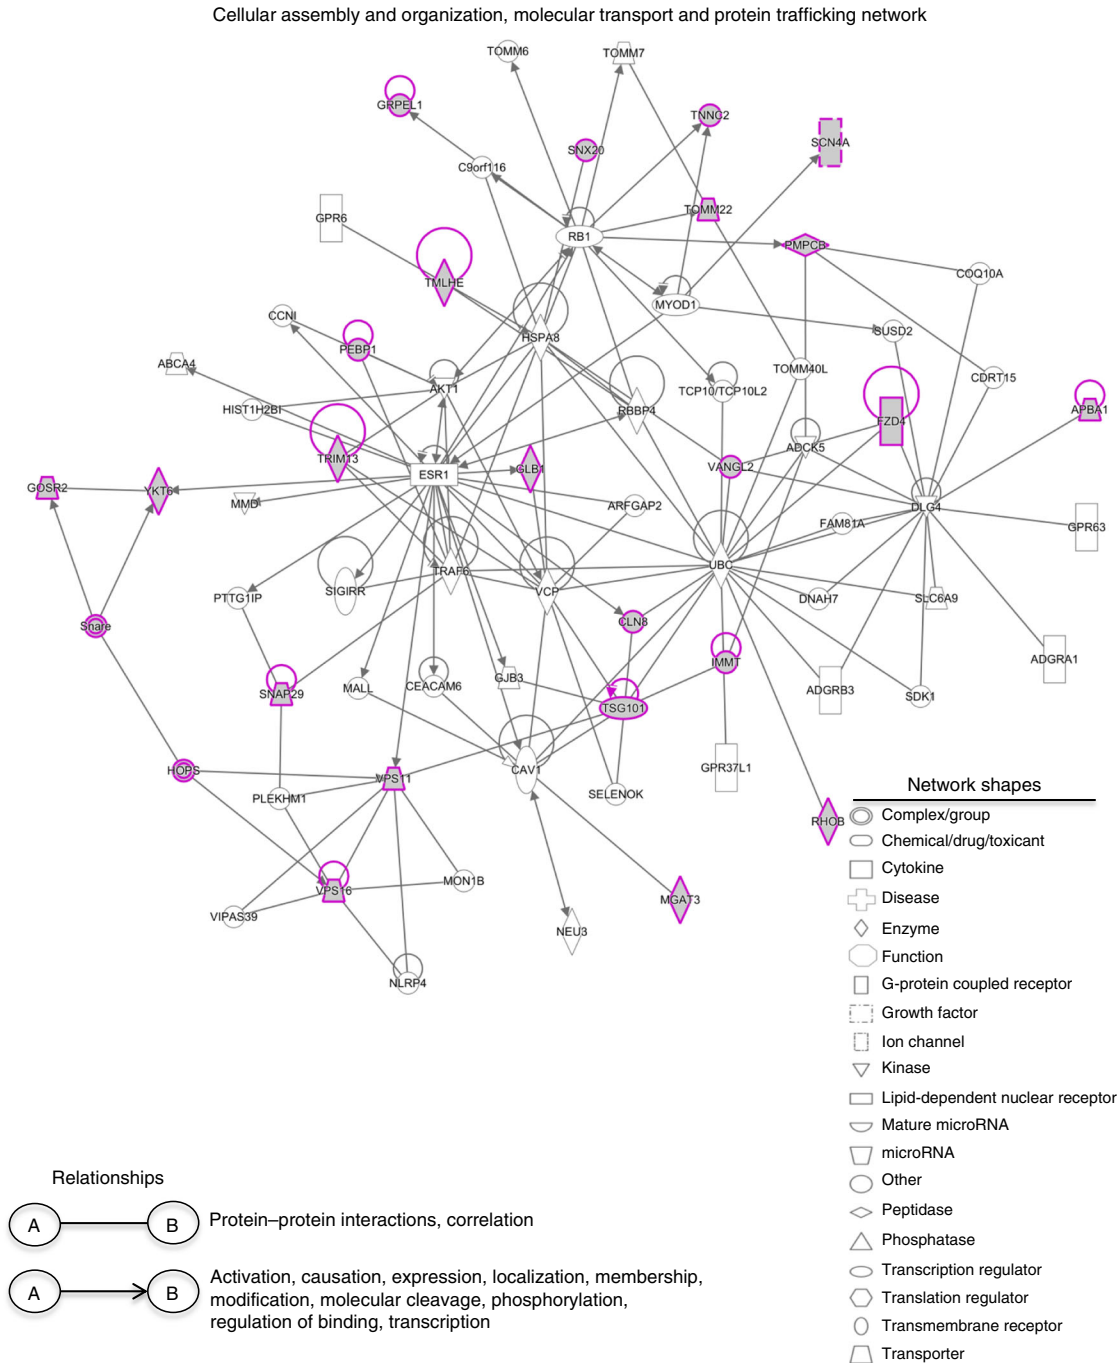 Cellular assembly and organization, molecular transport and protein trafficking network
TOMM6
TOMM7
GRPEL1
TNNC2
SCN4A
SNX20
C9orf116
GPR6
TOMM22
RB1
PMPCB
COQ10A
TMLHE
MYOD1
CCNI
SUSD2
HSPA8
PEBP1
ABCA4
TOMM40L
CDRT15
AKT1
TCP10/TCP10L2
HIST1H2BI
RBBP4
APBA1
FZD4
ADCK5
TRIM13
ESR1
GLB1
VANGL2
GOSR2
YKT6
MMD
ARFGAP2
DLG4
FAM81A
GPR63
UBC
TRAF6
SIGIRR
VCP
PTTG1IP
DNAH7
SLC6A9
Snare
CLN8
IMMT
ADGRA1
SNAP29
MALL
CEACAM6
GJB3
ADGRB3
SDK1
TSG101
HOPS
VPS11
CAV1
GPR37L1
PLEKHM1
SELENOK
RHOB
MON1B
VPS16
VIPAS39
MGAT3
NEU3
NLRP4
Network shapes
Complex/group
Chemical/drug/toxicant
Cytokine
Disease
Enzyme
Function
G-protein coupled receptor
Growth factor
Ion channel
Kinase
Lipid-dependent nuclear receptor
Mature microRNA
microRNA
Other
Peptidase
Phosphatase
Transcription regulator
Translation regulator
Transmembrane receptor
Transporter
Relationships
A B Protein–protein interactions, correlation
A B Activation, causation, expression, localization, membership,
modification, molecular cleavage, phosphorylation,
regulation of binding, transcription